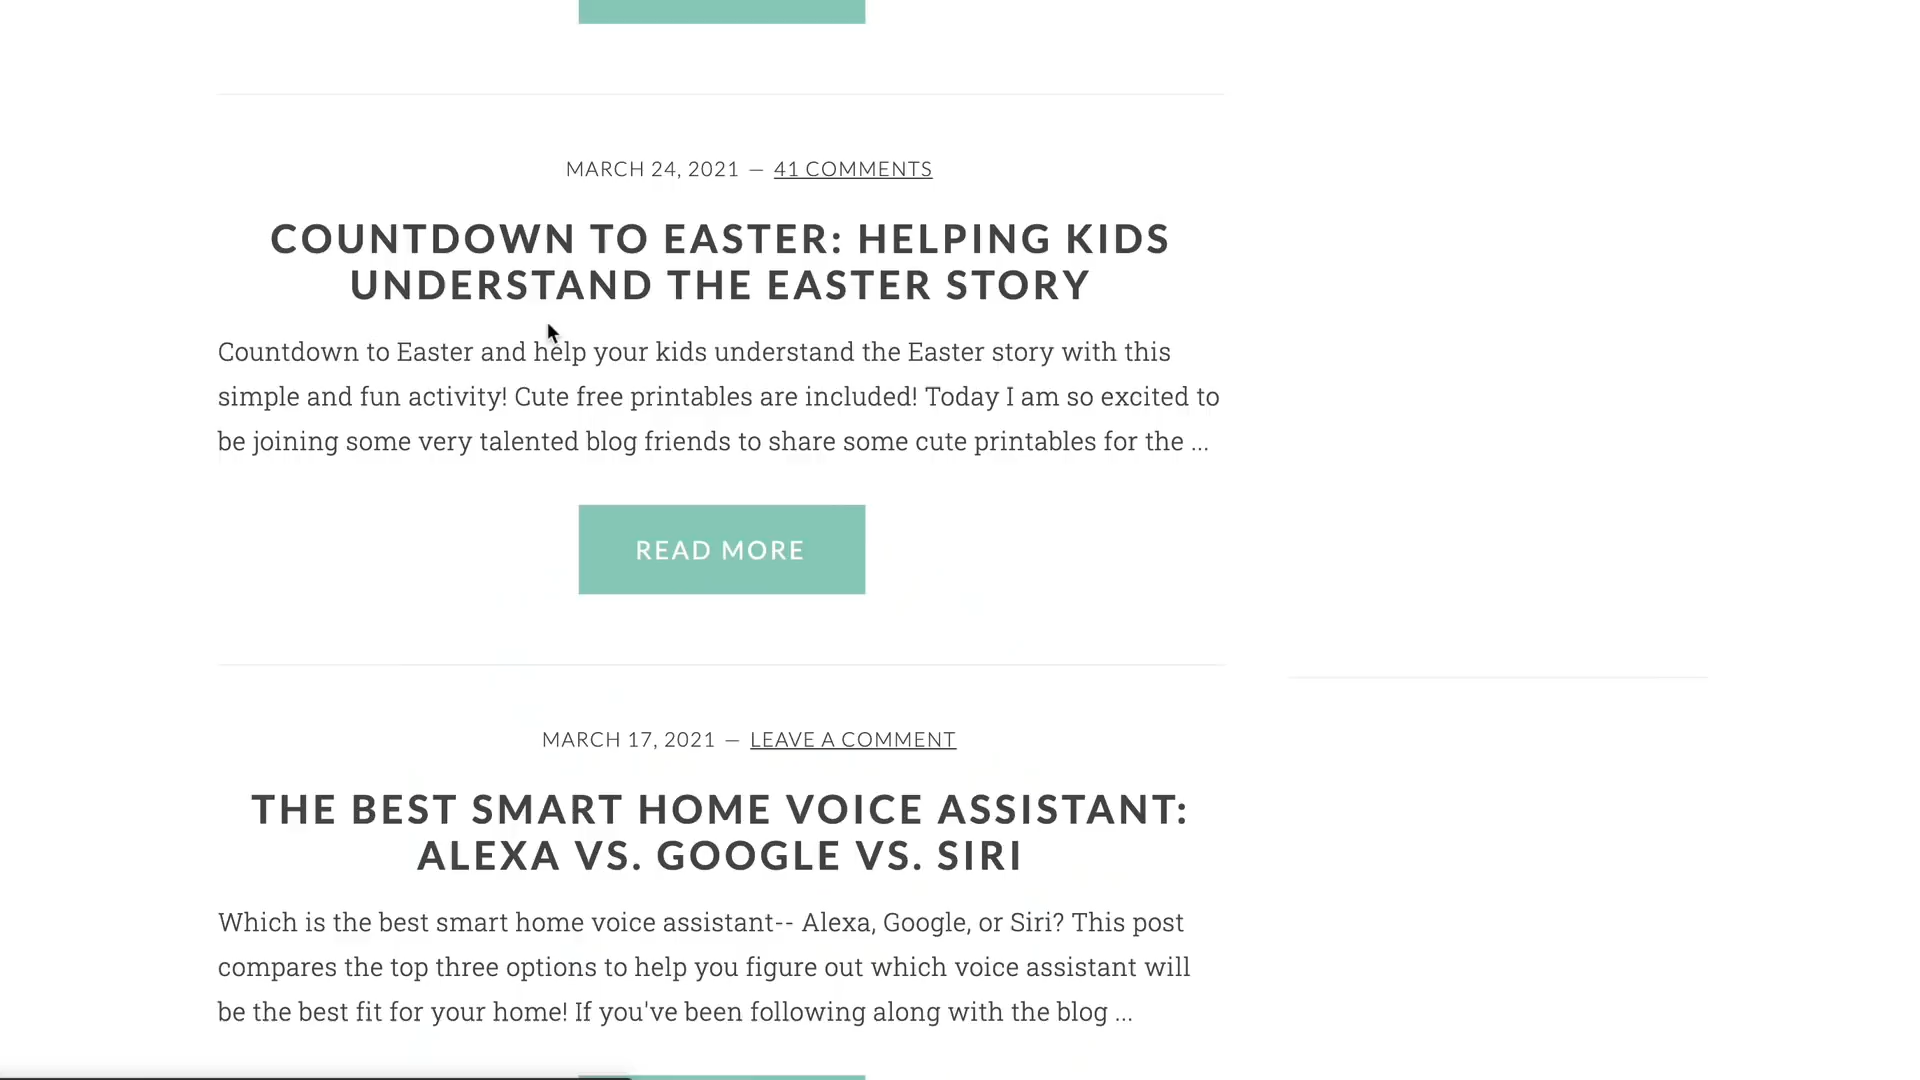 MARCH 24, 2021 — 41 COMMENTS
COUNTDOWN TO EASTER: HELPING KIDS
UNDERSTAND THE EASTER STORY
Countdown to Easter and help your kids understand the Easter story with this
simple and fun activity! Cute free printables are included! Today I am so excited to
be joining some very talented blog friends to share some cute printables for the ...
READ MORE
MARCH 17, 2021 — LEAVE A COMMENT
THE BEST SMART HOME VOICE ASSISTANT:
ALEXA VS. GOOGLE VS. SIRI
Which is the best smart home voice assistant-- Alexa, Google, or Siri? This post
compares the top three options to help you figure out which voice assistant will
be the best fit for your home! If you've been following along with the blog ...